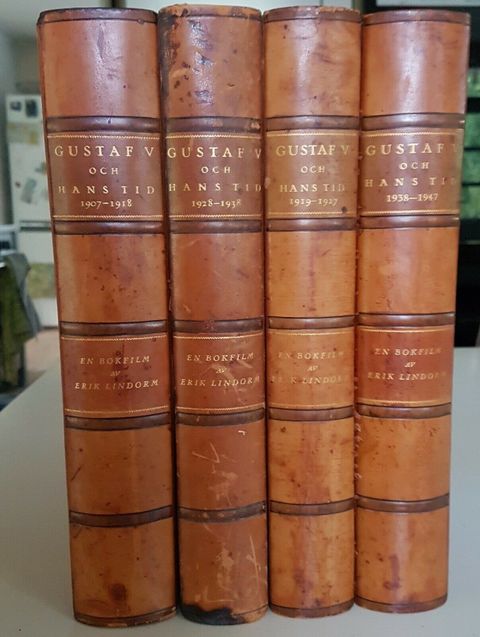 GUSTAF V
OCH
HANS TID
1907-1918
EN BOKFILM
AV
ERIK LINDORM
GUSTAF V
OCH
HANS TID
1928-1938
EN BOKFILM
AV
ERIK LINDORM
GUSTAF V
OCH
HANS TID
1919-1927
EN BOKFILM
AV
ERIK LINDORM
GUSTAF V
OCH
HANS TID
1938-1947
EN BOKFILM
AV
ERIK LINDORM